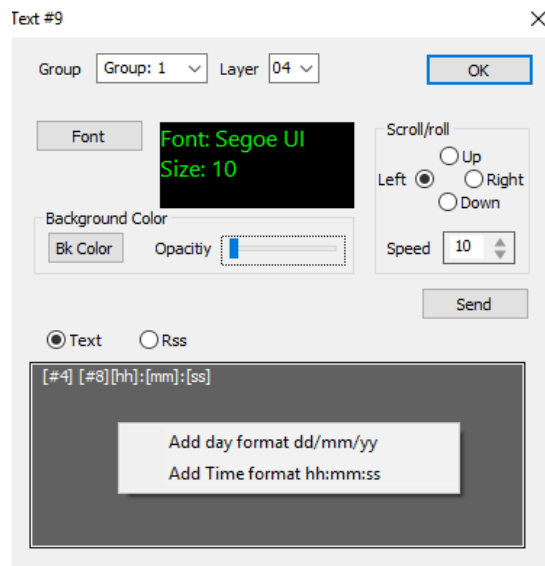 Text #9
Group Group: 1 Layer 04 OK
Font
Font: Segoe UI
Size: 10
Scroll/roll
Up
Left Right
Down
Background Color
Bk Color Opacitiy
Speed 10
Send
Text Rss
[#4] [#8][hh]:[mm]:[ss]
Add day format dd/mm/yy
Add Time format hh:mm:ss